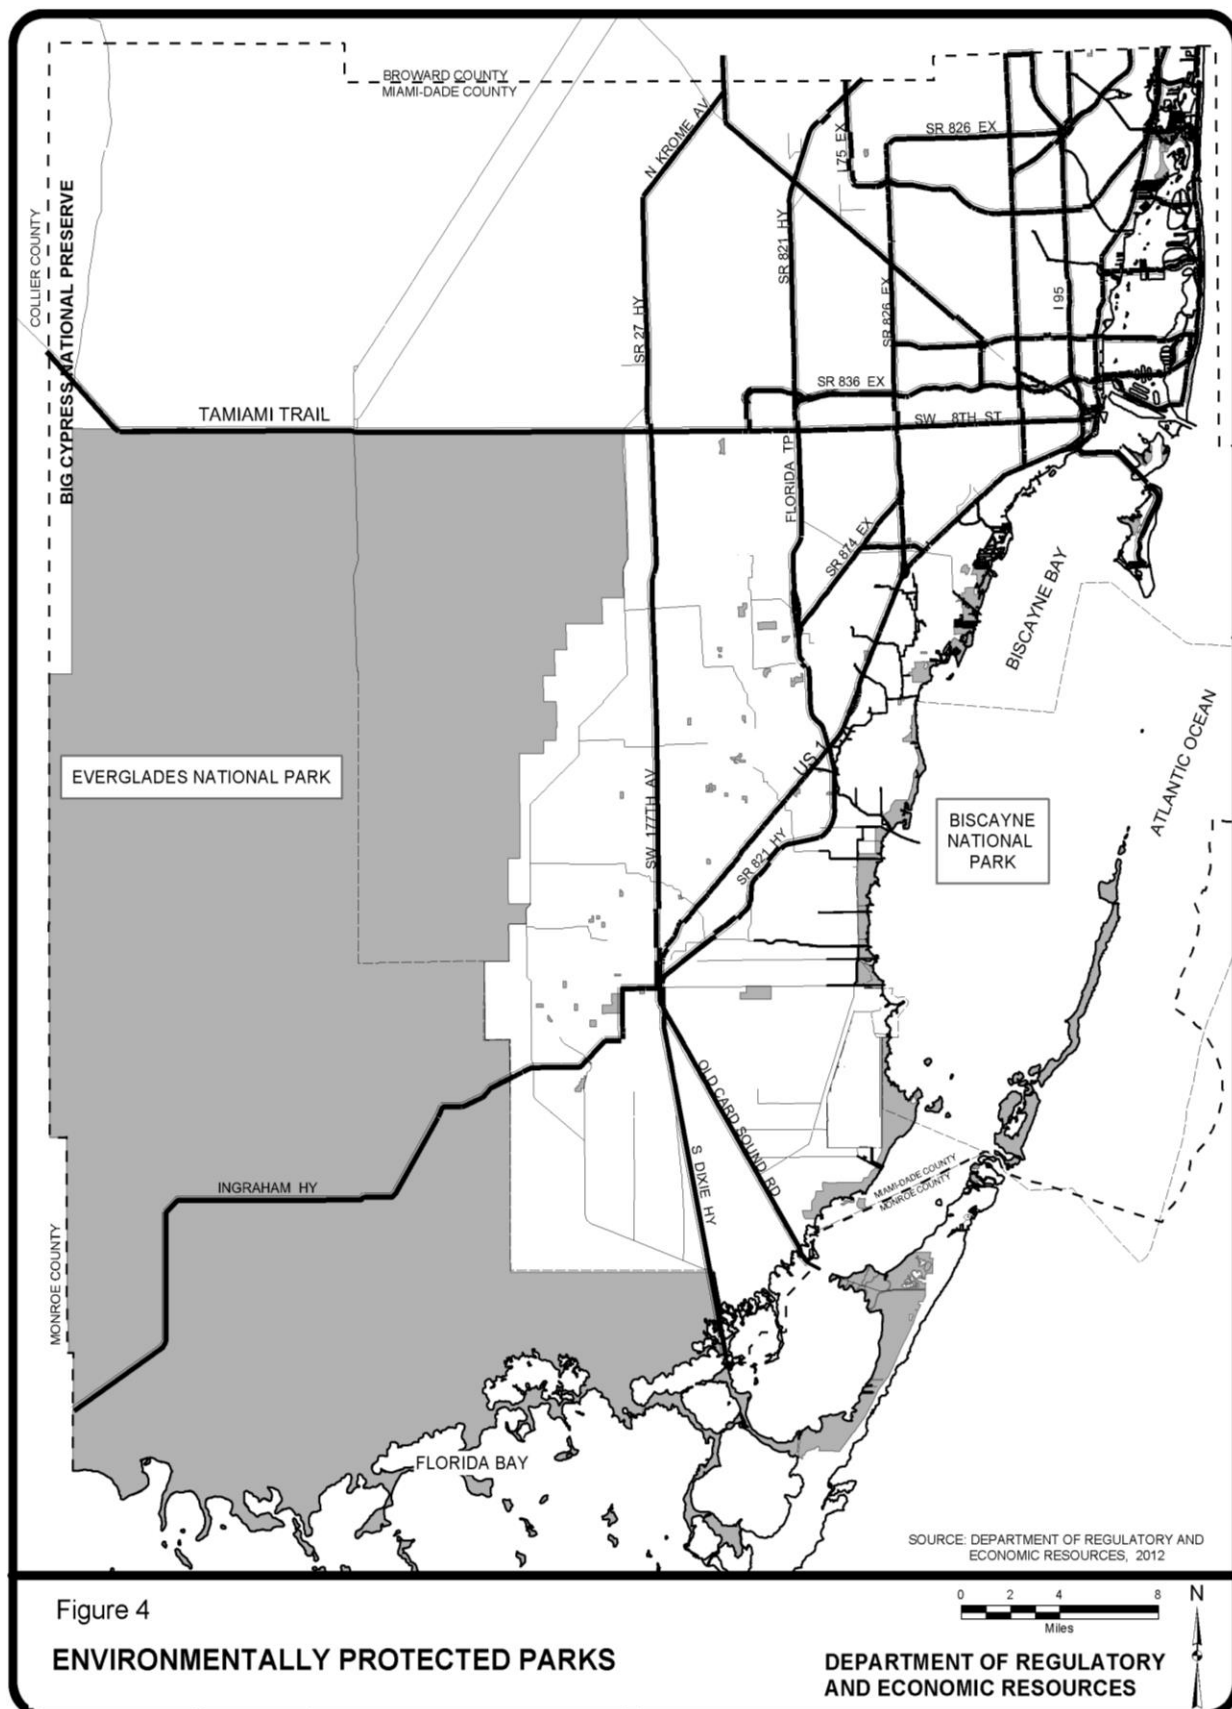 BROWARD COUNTY
MIAMI-DADE COUNTY
N KROME AV
I 75 EX
SR 826 EX
COLLIER COUNTY
BIG CYPRESS NATIONAL PRESERVE
SR 27 HY
SR 821 HY
SR 826 EX
I 95
SR 836 EX
TAMIAMI TRAIL
SW 8TH ST
FLORIDA TP
SR 874 EX
BISCAYNE BAY
ATLANTIC OCEAN
EVERGLADES NATIONAL PARK
US 1
SW 177TH AV
SR 821 HY
BISCAYNE
NATIONAL
PARK
OLD CARD SOUND RD
S DIXIE HY
MIAMI-DADE COUNTY
MONROE COUNTY
INGRAHAM HY
MONROE COUNTY
FLORIDA BAY
SOURCE: DEPARTMENT OF REGULATORY AND
ECONOMIC RESOURCES, 2012
Figure 4
0 2 4 8
Miles
N
ENVIRONMENTALLY PROTECTED PARKS
DEPARTMENT OF REGULATORY
AND ECONOMIC RESOURCES